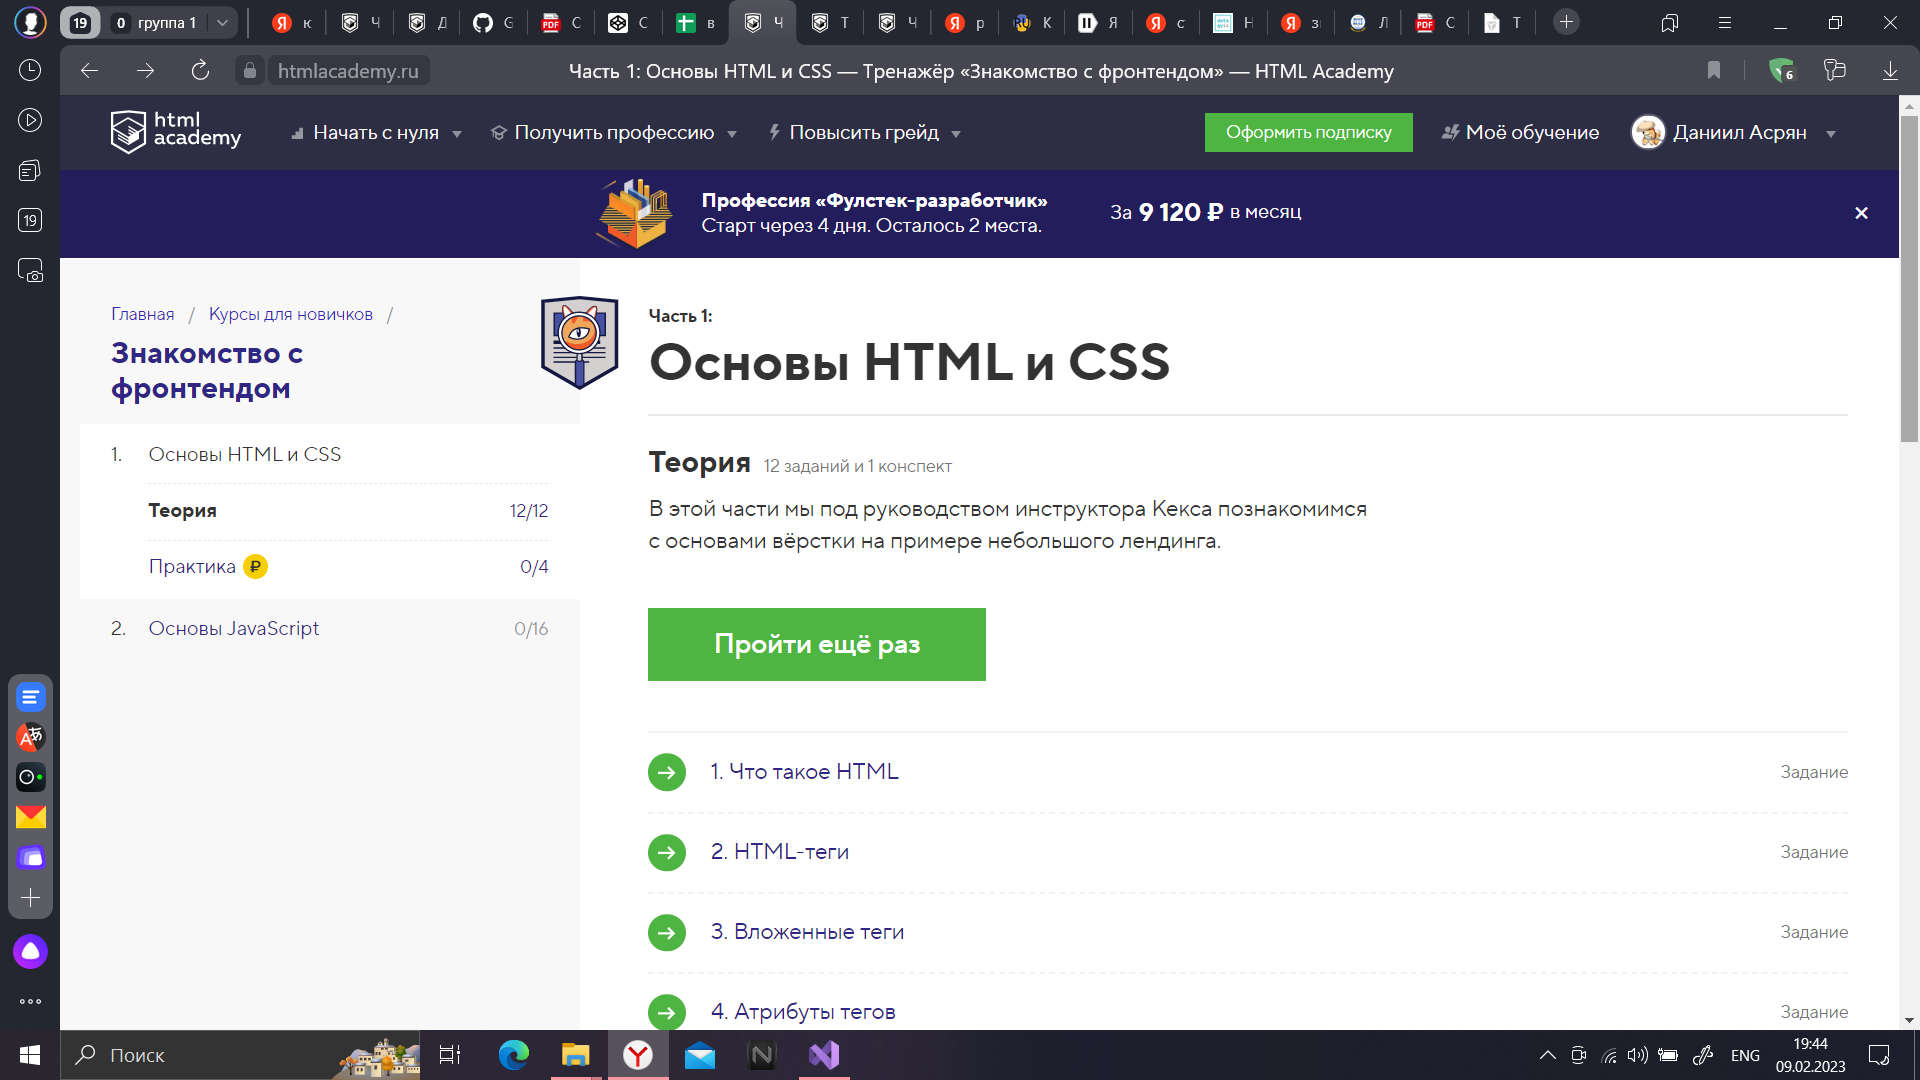 19
0 группа 1
к
Ч
Д
G
С
С
в
Ч
Т
Ч
р
К
Я
с
Н
з
Л
С
Т
htmlacademy.ru
Часть 1: Основы HTML и CSS — Тренажёр «Знакомство с фронтендом» — HTML Academy
6
19
html academy
Начать с нуля
Получить профессию
Повысить грейд
Оформить подписку
Моё обучение
Даниил Асрян
Профессия «Фулстек-разработчик»
Старт через 4 дня. Осталось 2 места.
За 9 120 ₽ в месяц
Главная / Курсы для новичков /
Знакомство с
фронтендом
1. Основы HTML и CSS
Теория 12/12
Практика ₽ 0/4
2. Основы JavaScript 0/16
Часть 1:
Основы HTML и CSS
Теория 12 заданий и 1 конспект
В этой части мы под руководством инструктора Кекса познакомимся
с основами вёрстки на примере небольшого лендинга.
Пройти ещё раз
1. Что такое HTML Задание
2. HTML-теги Задание
3. Вложенные теги Задание
4. Атрибуты тегов Задание
Поиск
ENG
19:44
09.02.2023